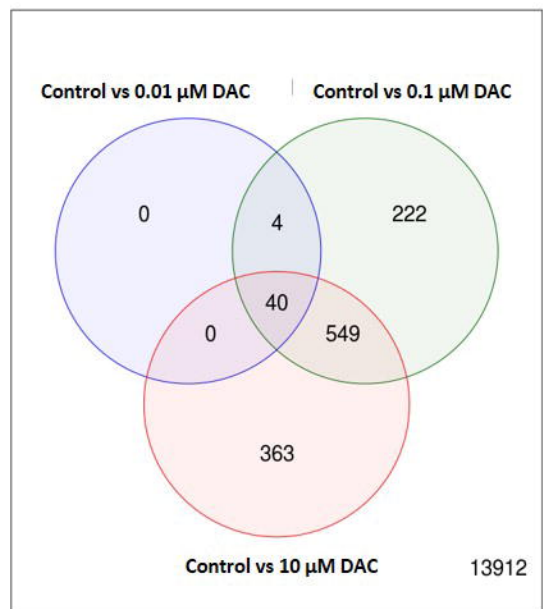 Control vs 0.01 µM DAC
Control vs 0.1 µM DAC
0
4
222
40
0
549
363
Control vs 10 µM DAC
13912